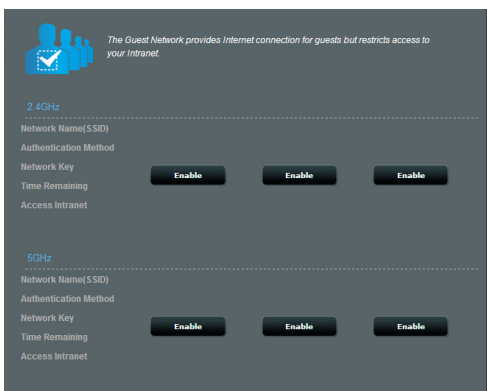 The Guest Network provides Internet connection for guests but restricts access to
your Intranet.
2.4GHz
Network Name(SSID)
Authentication Method
Network Key
Enable Enable Enable
Time Remaining
Access Intranet
5GHz
Network Name(SSID)
Authentication Method
Network Key
Enable Enable Enable
Time Remaining
Access Intranet